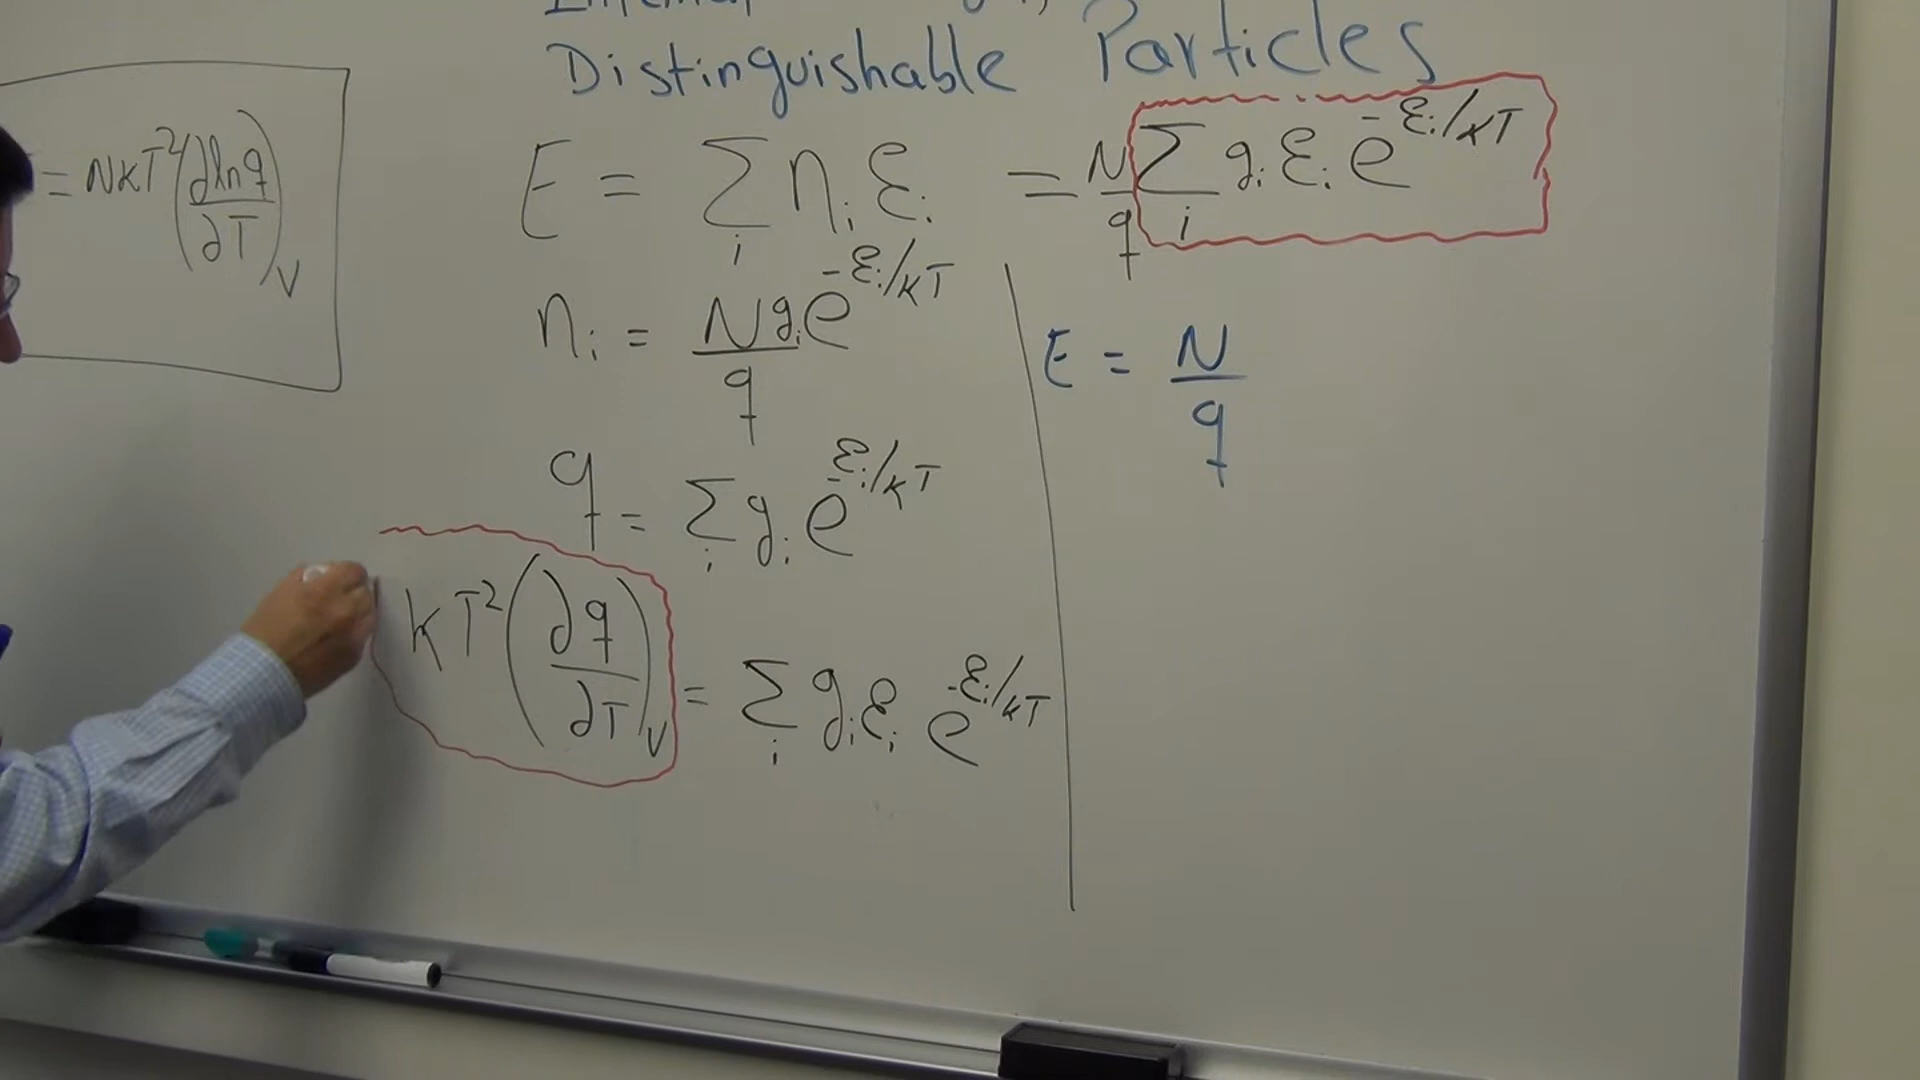 Distinguishable Particles
= NkT² (∂ln q / ∂T)_V
E = Σ_i n_i ε_i = N/q Σ_i g_i ε_i e^{-ε_i/kT}
n_i = N g_i e^{-ε_i/kT} / q
E = N / q
q = Σ_i g_i e^{-ε_i/kT}
kT² (∂q / ∂T)_V = Σ_i g_i ε_i e^{-ε_i/kT}